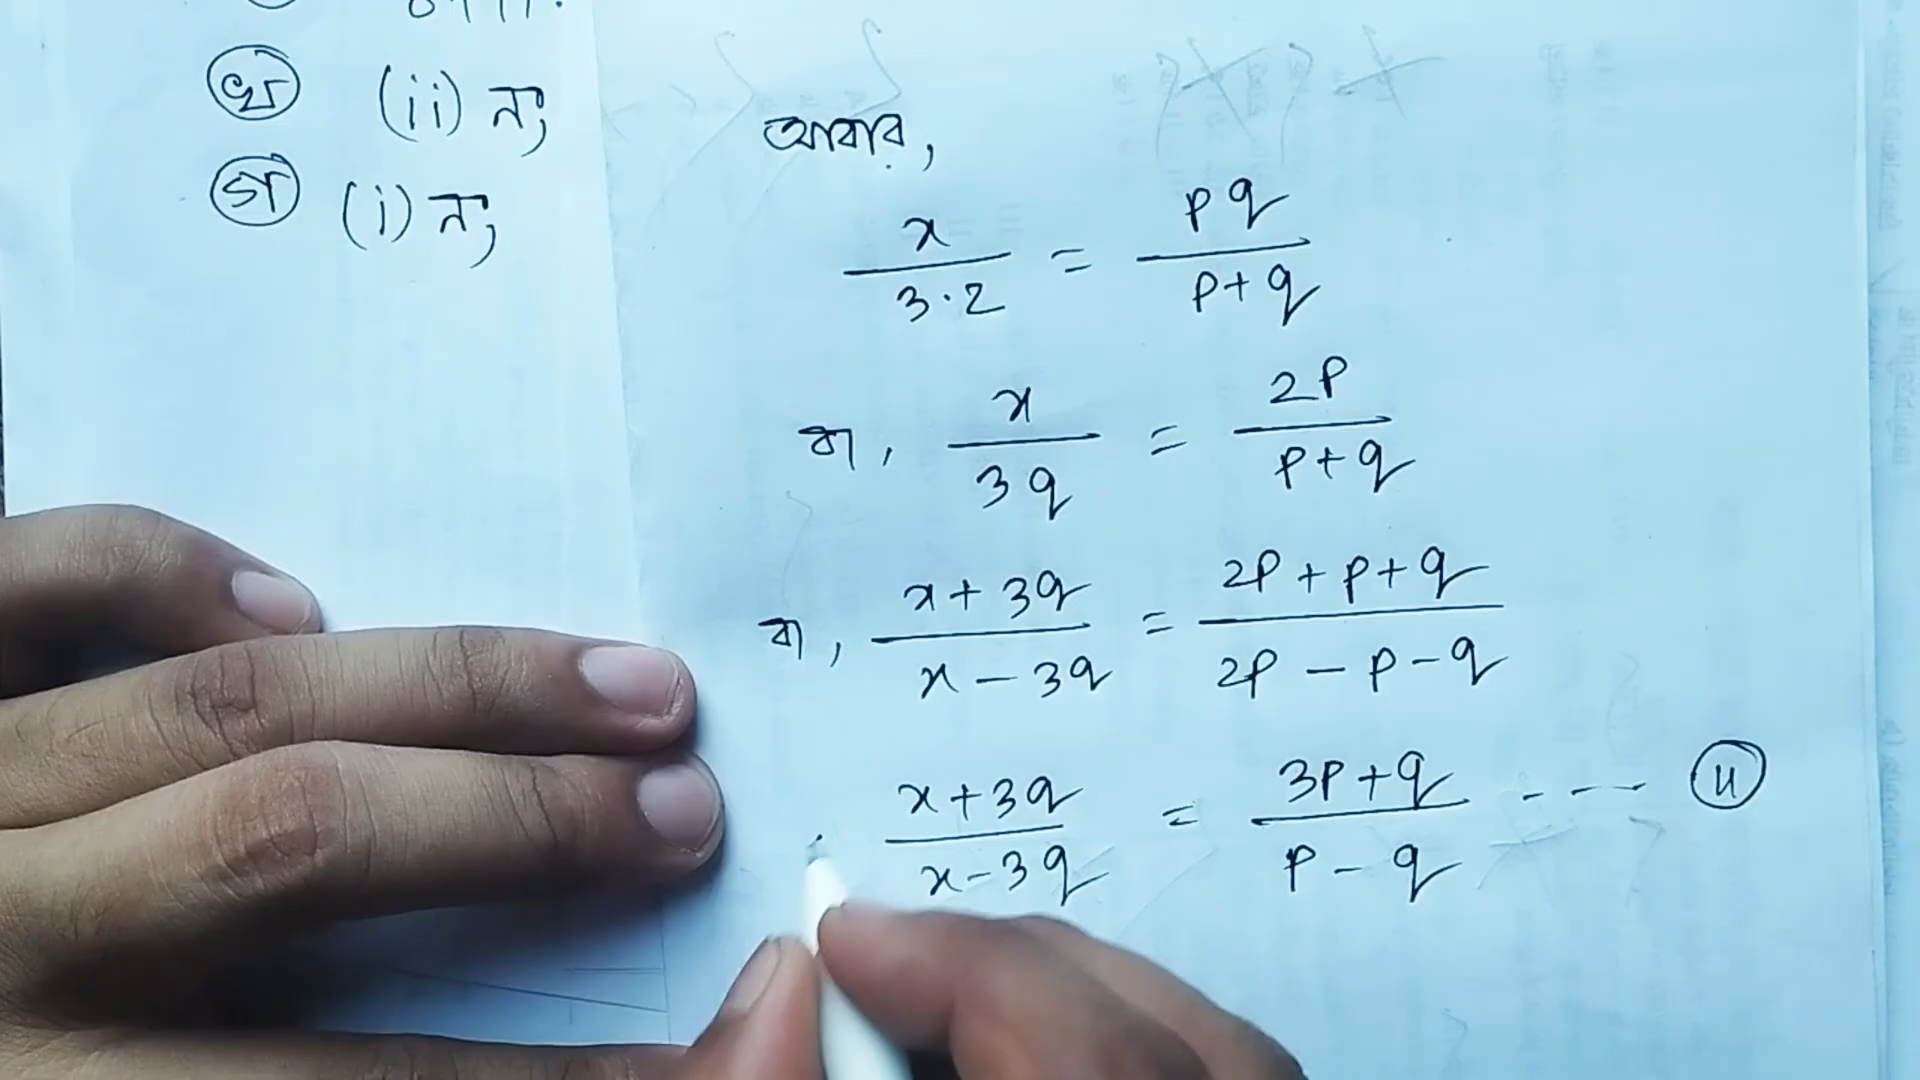 খ (ii) নং
গ (i) নং
আবার,
x/3·2 = pq/p+q
বা, x/3q = 2p/p+q
বা, x+3q/x-3q = 2p+p+q/2p-p-q
x+3q/x-3q = 3p+q/p-q ---- ii